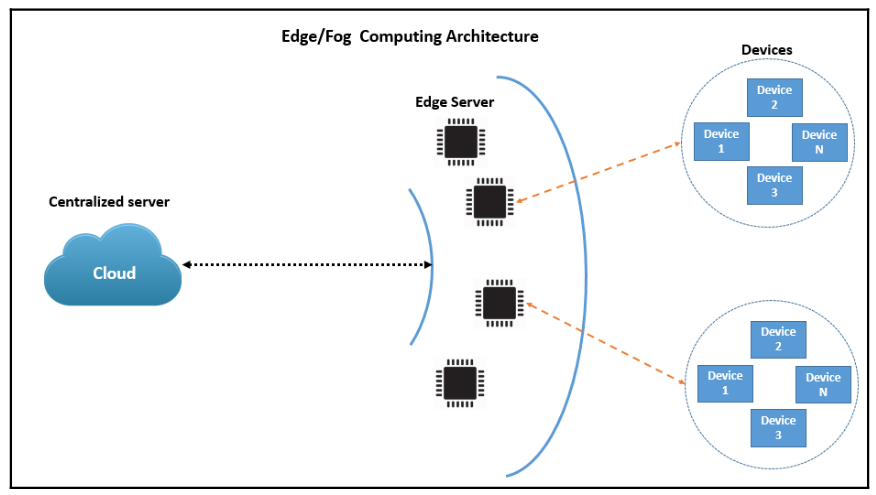 Edge/Fog  Computing Architecture
Devices
Edge Server
Centralized server
Cloud
Device
2
Device
1
Device
N
Device
3
Device
2
Device
1
Device
N
Device
3